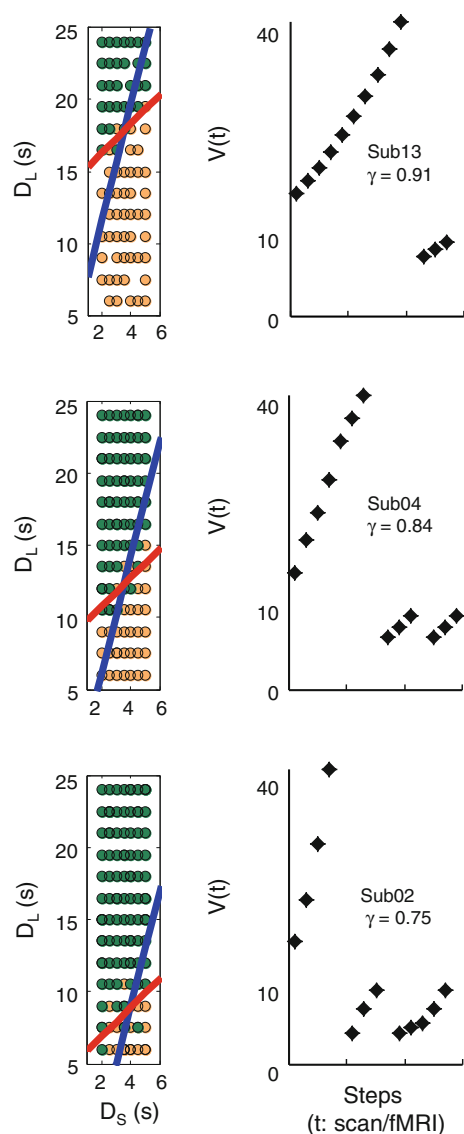 25
20
15
10
5
D_L (s)
2 4 6
40
10
0
V(t)
Sub13
γ = 0.91
25
20
15
10
5
D_L (s)
2 4 6
40
10
0
V(t)
Sub04
γ = 0.84
25
20
15
10
5
D_L (s)
2 4 6
D_S (s)
40
10
0
V(t)
Sub02
γ = 0.75
Steps
(t: scan/fMRI)